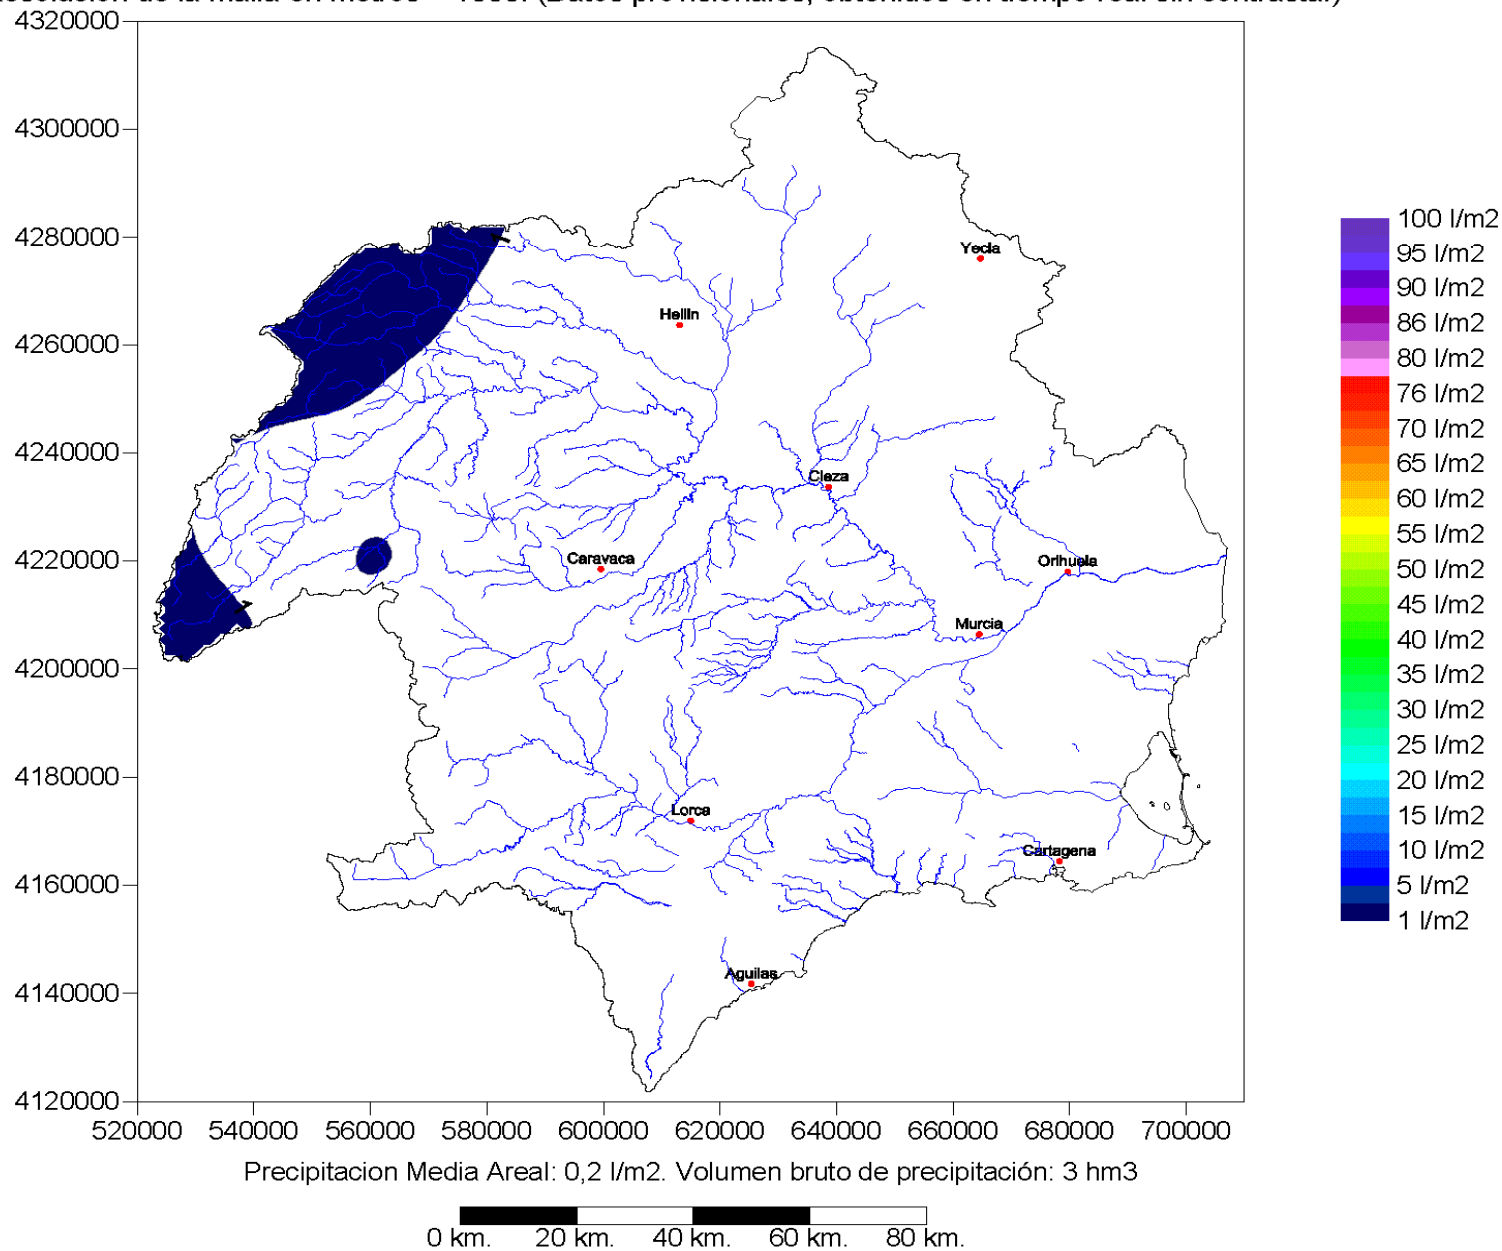 4320000
4300000
4280000
4260000
4240000
4220000
4200000
4180000
4160000
4140000
4120000
520000 540000 560000 580000 600000 620000 640000 660000 680000 700000
Yecla
Hellin
Cieza
Caravaca
Orihuela
Murcia
Lorca
Cartagena
Aguilas
1
1
100 l/m2
95 l/m2
90 l/m2
86 l/m2
80 l/m2
76 l/m2
70 l/m2
65 l/m2
60 l/m2
55 l/m2
50 l/m2
45 l/m2
40 l/m2
35 l/m2
30 l/m2
25 l/m2
20 l/m2
15 l/m2
10 l/m2
5 l/m2
1 l/m2
Precipitacion Media Areal: 0,2 l/m2. Volumen bruto de precipitación: 3 hm3
0 km. 20 km. 40 km. 60 km. 80 km.